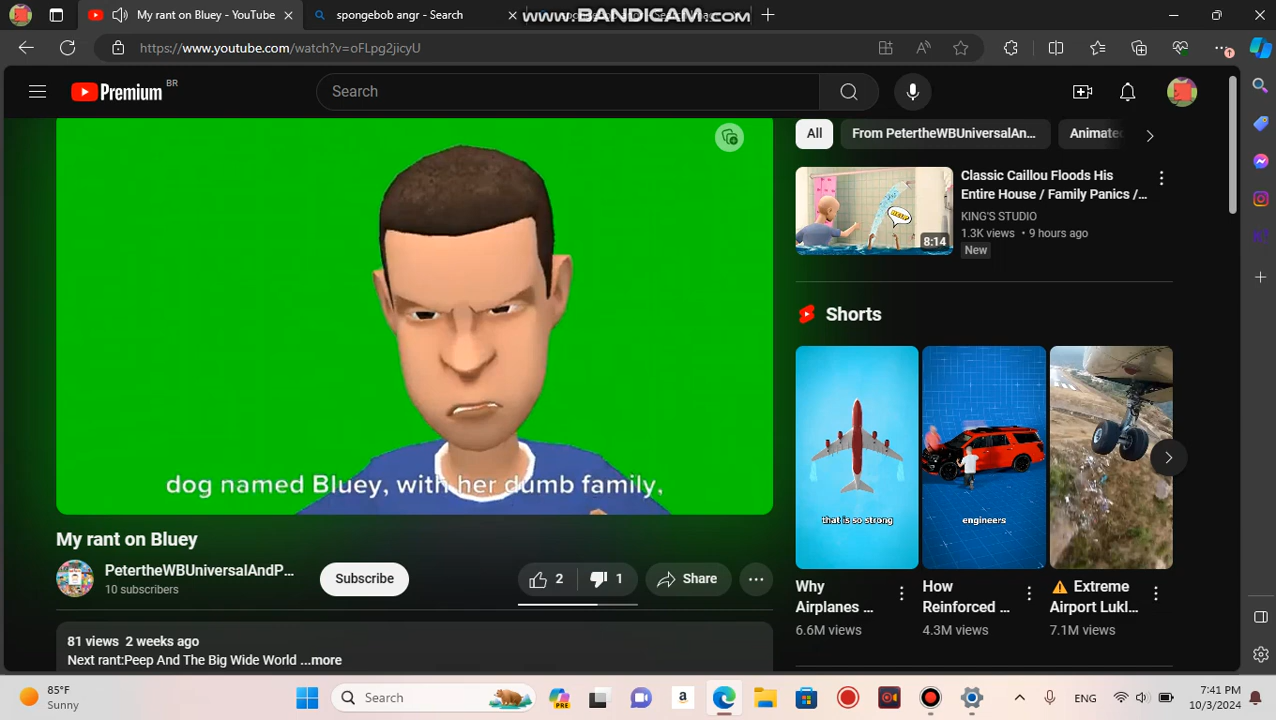 My rant on Bluey - YouTube
spongebob angr - Search
www.BANDICAM.com
https://www.youtube.com/watch?v=oFLpg2jicyU
Premium BR
Search
dog named Bluey, with her dumb family,
My rant on Bluey
PetertheWBUniversalAndP...
10 subscribers
Subscribe
2
1
Share
81 views 2 weeks ago
Next rant:Peep And The Big Wide World ...more
All
From PetertheWBUniversalAn...
Animated
Classic Caillou Floods His
Entire House / Family Panics /...
KING'S STUDIO
1.3K views • 9 hours ago
New
HELP
8:14
Shorts
that is so strong
engineers
Why
Airplanes ...
6.6M views
How
Reinforced ...
4.3M views
⚠️ Extreme
Airport Lukl...
7.1M views
85°F
Sunny
Search
PRE
a
ENG
7:41 PM
10/3/2024